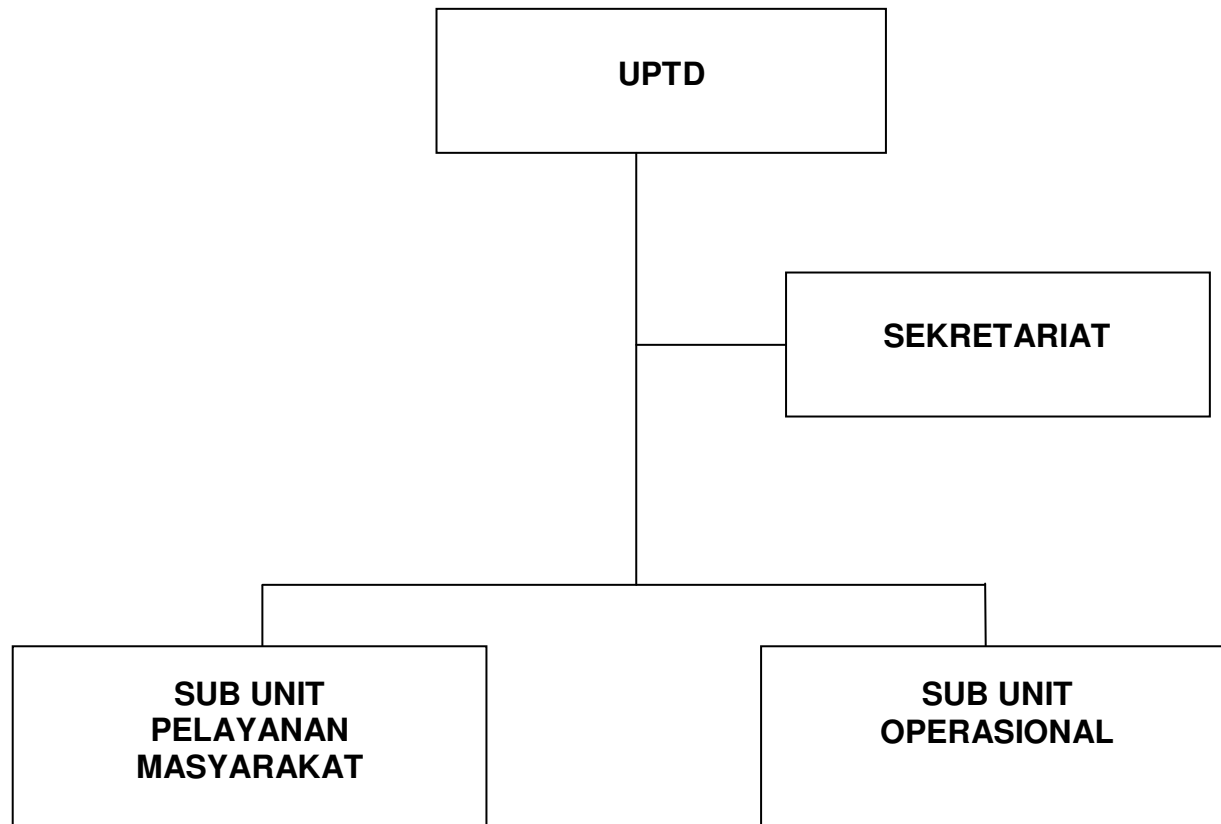 UPTD
SEKRETARIAT
SUB UNIT
PELAYANAN
MASYARAKAT
SUB UNIT
OPERASIONAL